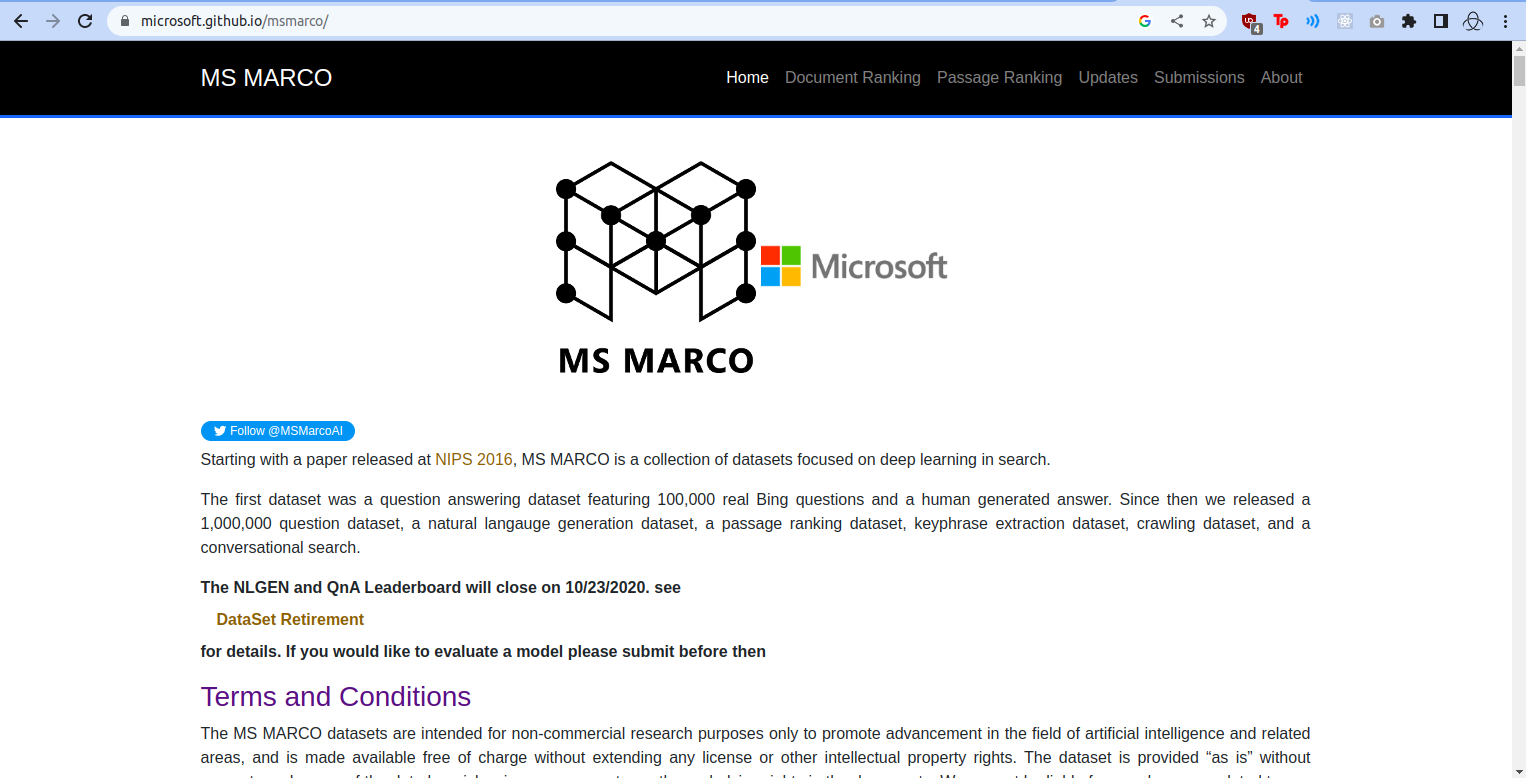 microsoft.github.io/msmarco/
4
MS MARCO
Home Document Ranking Passage Ranking Updates Submissions About
Microsoft
MS MARCO
Follow @MSMarcoAI
Starting with a paper released at NIPS 2016, MS MARCO is a collection of datasets focused on deep learning in search.
The first dataset was a question answering dataset featuring 100,000 real Bing questions and a human generated answer. Since then we released a
1,000,000 question dataset, a natural langauge generation dataset, a passage ranking dataset, keyphrase extraction dataset, crawling dataset, and a
conversational search.
The NLGEN and QnA Leaderboard will close on 10/23/2020. see
DataSet Retirement
for details. If you would like to evaluate a model please submit before then
Terms and Conditions
The MS MARCO datasets are intended for non-commercial research purposes only to promote advancement in the field of artificial intelligence and related
areas, and is made available free of charge without extending any license or other intellectual property rights. The dataset is provided “as is” without